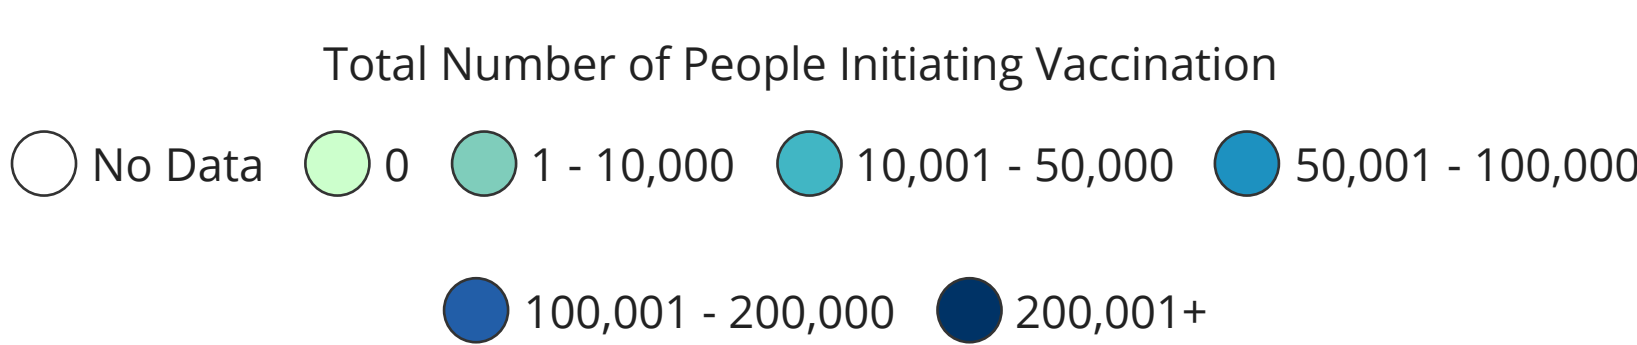 Total Number of People Initiating Vaccination
No Data 0 1 - 10,000 10,001 - 50,000 50,001 - 100,000
100,001 - 200,000 200,001+